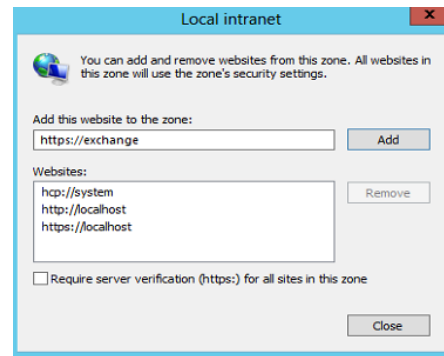 Local intranet
x
You can add and remove websites from this zone. All websites in
this zone will use the zone's security settings.
Add this website to the zone:
https://exchange
Add
Websites:
hcp://system
http://localhost
https://localhost
Remove
Require server verification (https:) for all sites in this zone
Close